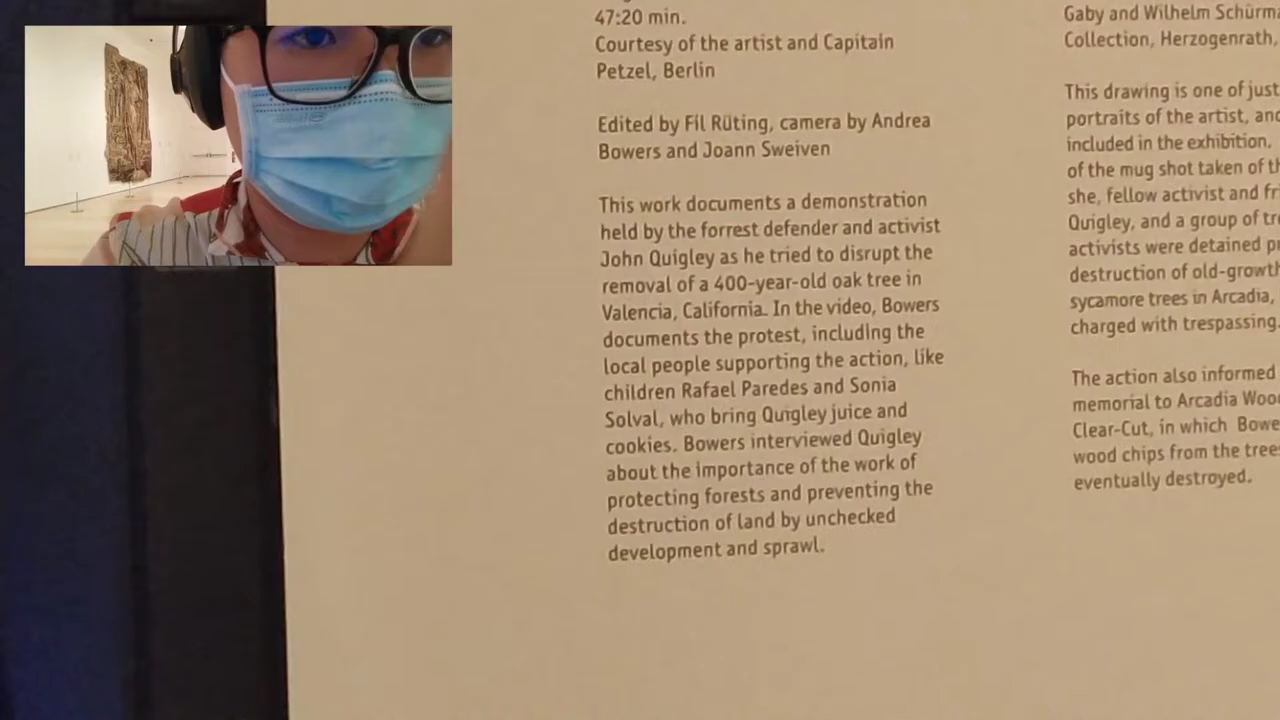 47:20 min.
Courtesy of the artist and Capitain
Petzel, Berlin
Edited by Fil Rüting, camera by Andrea
Bowers and Joann Sweiven
This work documents a demonstration
held by the forrest defender and activist
John Quigley as he tried to disrupt the
removal of a 400-year-old oak tree in
Valencia, California. In the video, Bowers
documents the protest, including the
local people supporting the action, like
children Rafael Paredes and Sonia
Solval, who bring Quigley juice and
cookies. Bowers interviewed Quigley
about the importance of the work of
protecting forests and preventing the
destruction of land by unchecked
development and sprawl.
Gaby and Wilhelm
Collection, Herzogenrath,
This drawing is one of just
portraits of the artist, and
included in the exhibition.
of the mug shot taken of
she, fellow activist and
Quigley, and a group of
activists were detained
destruction of old-growth
sycamore trees in Arcadia,
charged with trespassing.
The action also informed
memorial to Arcadia
Clear-Cut, in which
wood chips from the
eventually destroyed.